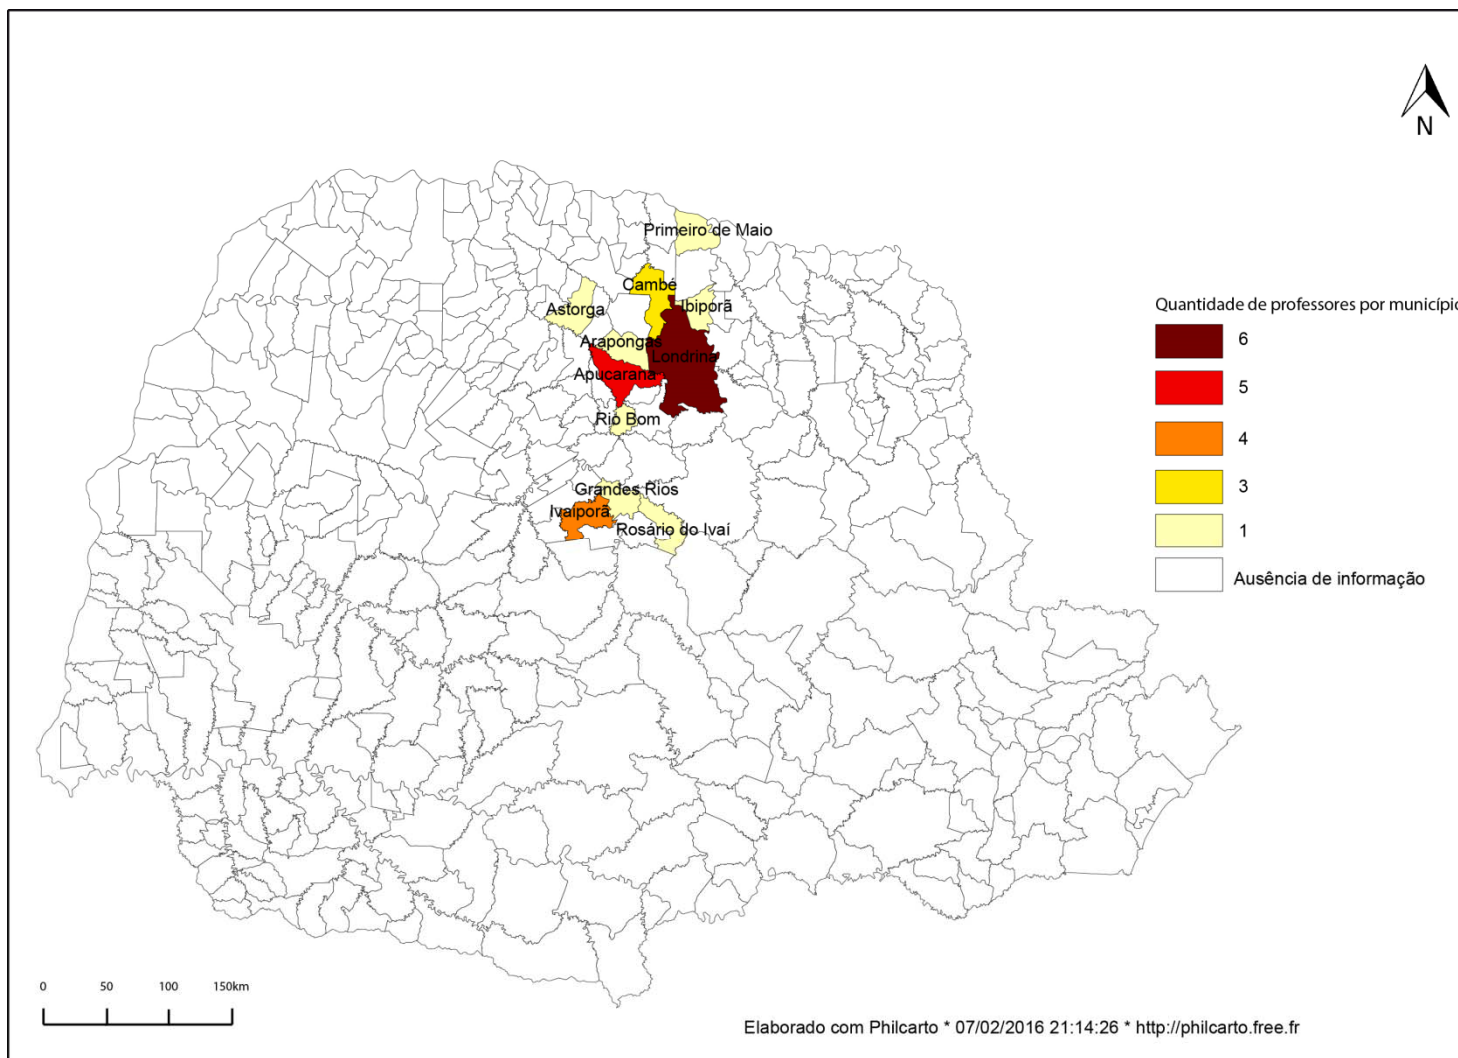 N
Primeiro de Maio
Cambé
Astorga
Ibiporã
Arapongas
Londrina
Apucarana
Rio Bom
Grandes Rios
Ivaiporã
Rosário do Ivaí
Quantidade de professores por município
6
5
4
3
1
Ausência de informação
0 50 100 150km
Elaborado com Philcarto * 07/02/2016 21:14:26 * http://philcarto.free.fr